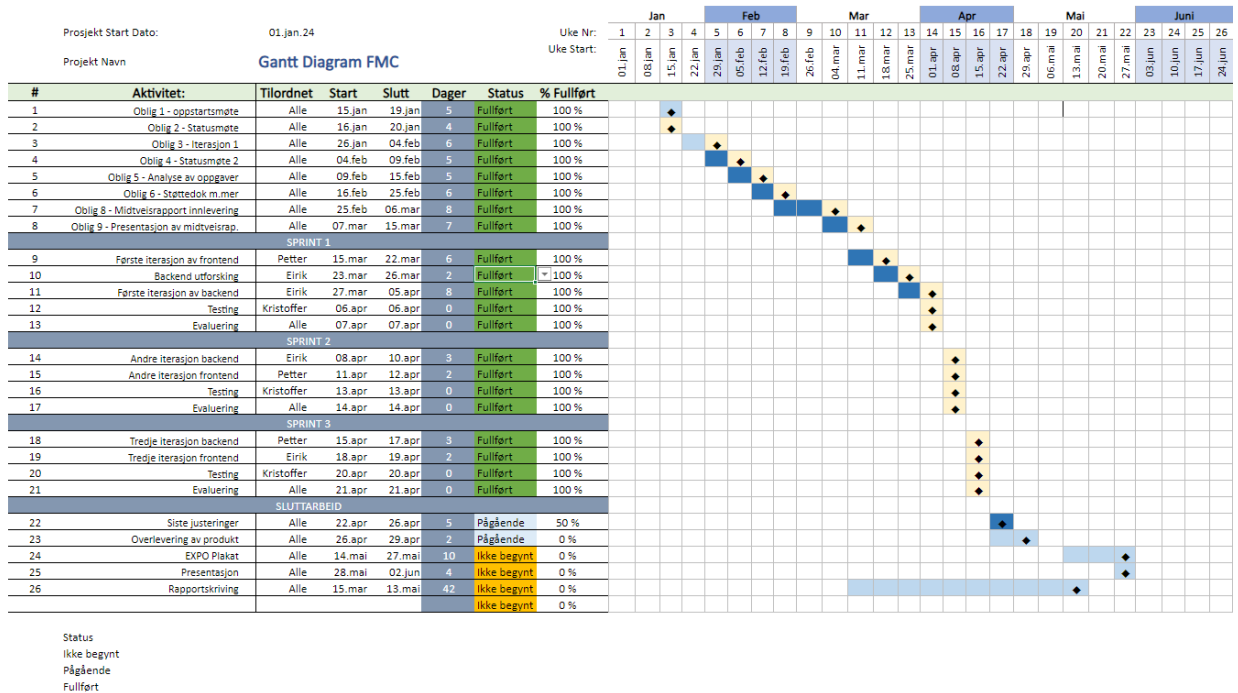 Jan Feb Mar Apr Mai Juni
Prosjekt Start Dato: 01.jan.24 Uke Nr: 1 2 3 4 5 6 7 8 9 10 11 12 13 14 15 16 17 18 19 20 21 22 23 24 25 26
Projekt Navn Gantt Diagram FMC Uke Start: 01.jan 08.jan 15.jan 22.jan 29.jan 05.feb 12.feb 19.feb 26.feb 04.mar 11.mar 18.mar 25.mar 01.apr 08.apr 15.apr 22.apr 29.apr 06.mai 13.mai 20.mai 27.mai 03.jun 10.jun 17.jun 24.jun
# Aktivitet: Tilordnet Start Slutt Dager Status % Fullført
1 Oblig 1 - oppstartsmøte Alle 15.jan 19.jan 5 Fullført 100 %
2 Oblig 2 - Statusmøte Alle 16.jan 20.jan 4 Fullført 100 %
3 Oblig 3 - Iterasjon 1 Alle 26.jan 04.feb 6 Fullført 100 %
4 Oblig 4 - Statusmøte 2 Alle 04.feb 09.feb 5 Fullført 100 %
5 Oblig 5 - Analyse av oppgaver Alle 09.feb 15.feb 5 Fullført 100 %
6 Oblig 6 - Støttedok m.mer Alle 16.feb 25.feb 6 Fullført 100 %
7 Oblig 8 - Midtveisrapport innlevering Alle 25.feb 06.mar 8 Fullført 100 %
8 Oblig 9 - Presentasjon av midtveisrap. Alle 07.mar 15.mar 7 Fullført 100 %
SPRINT 1
9 Første iterasjon av frontend Petter 15.mar 22.mar 6 Fullført 100 %
10 Backend utforsking Eirik 23.mar 26.mar 2 Fullført 100 %
11 Første iterasjon av backend Eirik 27.mar 05.apr 8 Fullført 100 %
12 Testing Kristoffer 06.apr 06.apr 0 Fullført 100 %
13 Evaluering Alle 07.apr 07.apr 0 Fullført 100 %
SPRINT 2
14 Andre iterasjon backend Eirik 08.apr 10.apr 3 Fullført 100 %
15 Andre iterasjon frontend Petter 11.apr 12.apr 2 Fullført 100 %
16 Testing Kristoffer 13.apr 13.apr 0 Fullført 100 %
17 Evaluering Alle 14.apr 14.apr 0 Fullført 100 %
SPRINT 3
18 Tredje iterasjon backend Petter 15.apr 17.apr 3 Fullført 100 %
19 Tredje iterasjon frontend Eirik 18.apr 19.apr 2 Fullført 100 %
20 Testing Kristoffer 20.apr 20.apr 0 Fullført 100 %
21 Evaluering Alle 21.apr 21.apr 0 Fullført 100 %
SLUTTARBEID
22 Siste justeringer Alle 22.apr 26.apr 5 Pågående 50 %
23 Overlevering av produkt Alle 26.apr 29.apr 2 Pågående 0 %
24 EXPO Plakat Alle 14.mai 27.mai 10 Ikke begynt 0 %
25 Presentasjon Alle 28.mai 02.jun 4 Ikke begynt 0 %
26 Rapportskriving Alle 15.mar 13.mai 42 Ikke begynt 0 %
Ikke begynt 0 %
Status
Ikke begynt
Pågående
Fullført